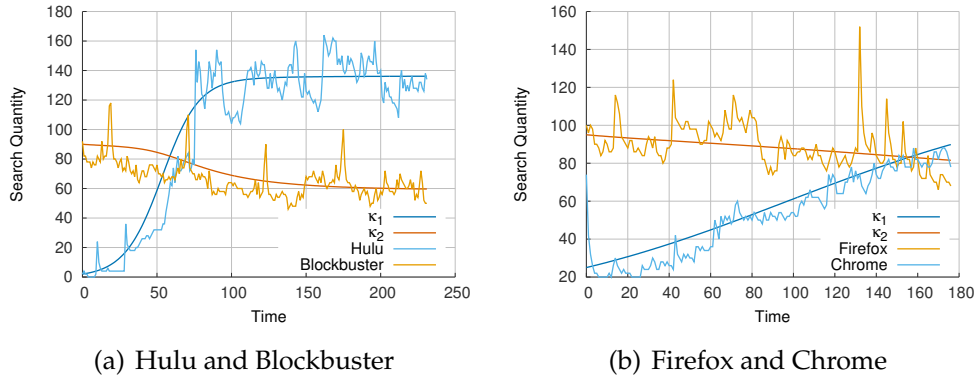 Search Quantity
160
140
120
100
80
60
40
20
0
0 50 100 150 200 250
Time
κ1
κ2
Hulu
Blockbuster
(a) Hulu and Blockbuster
Search Quantity
160
140
120
100
80
60
40
20
0 20 40 60 80 100 120 140 160 180
Time
κ1
κ2
Firefox
Chrome
(b) Firefox and Chrome